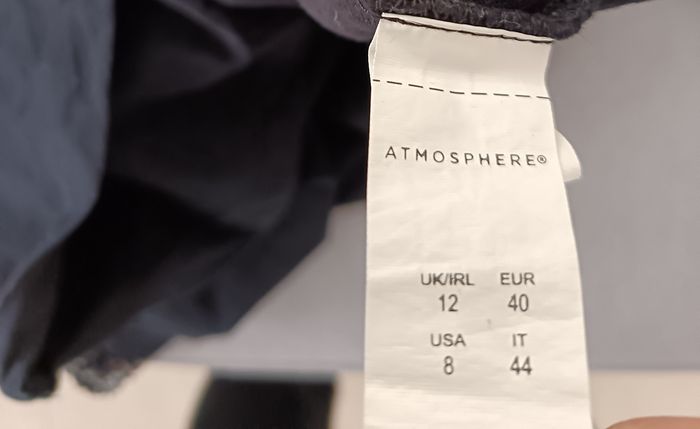 ATMOSPHERE®
UK/IRL EUR
12 40
USA IT
8 44